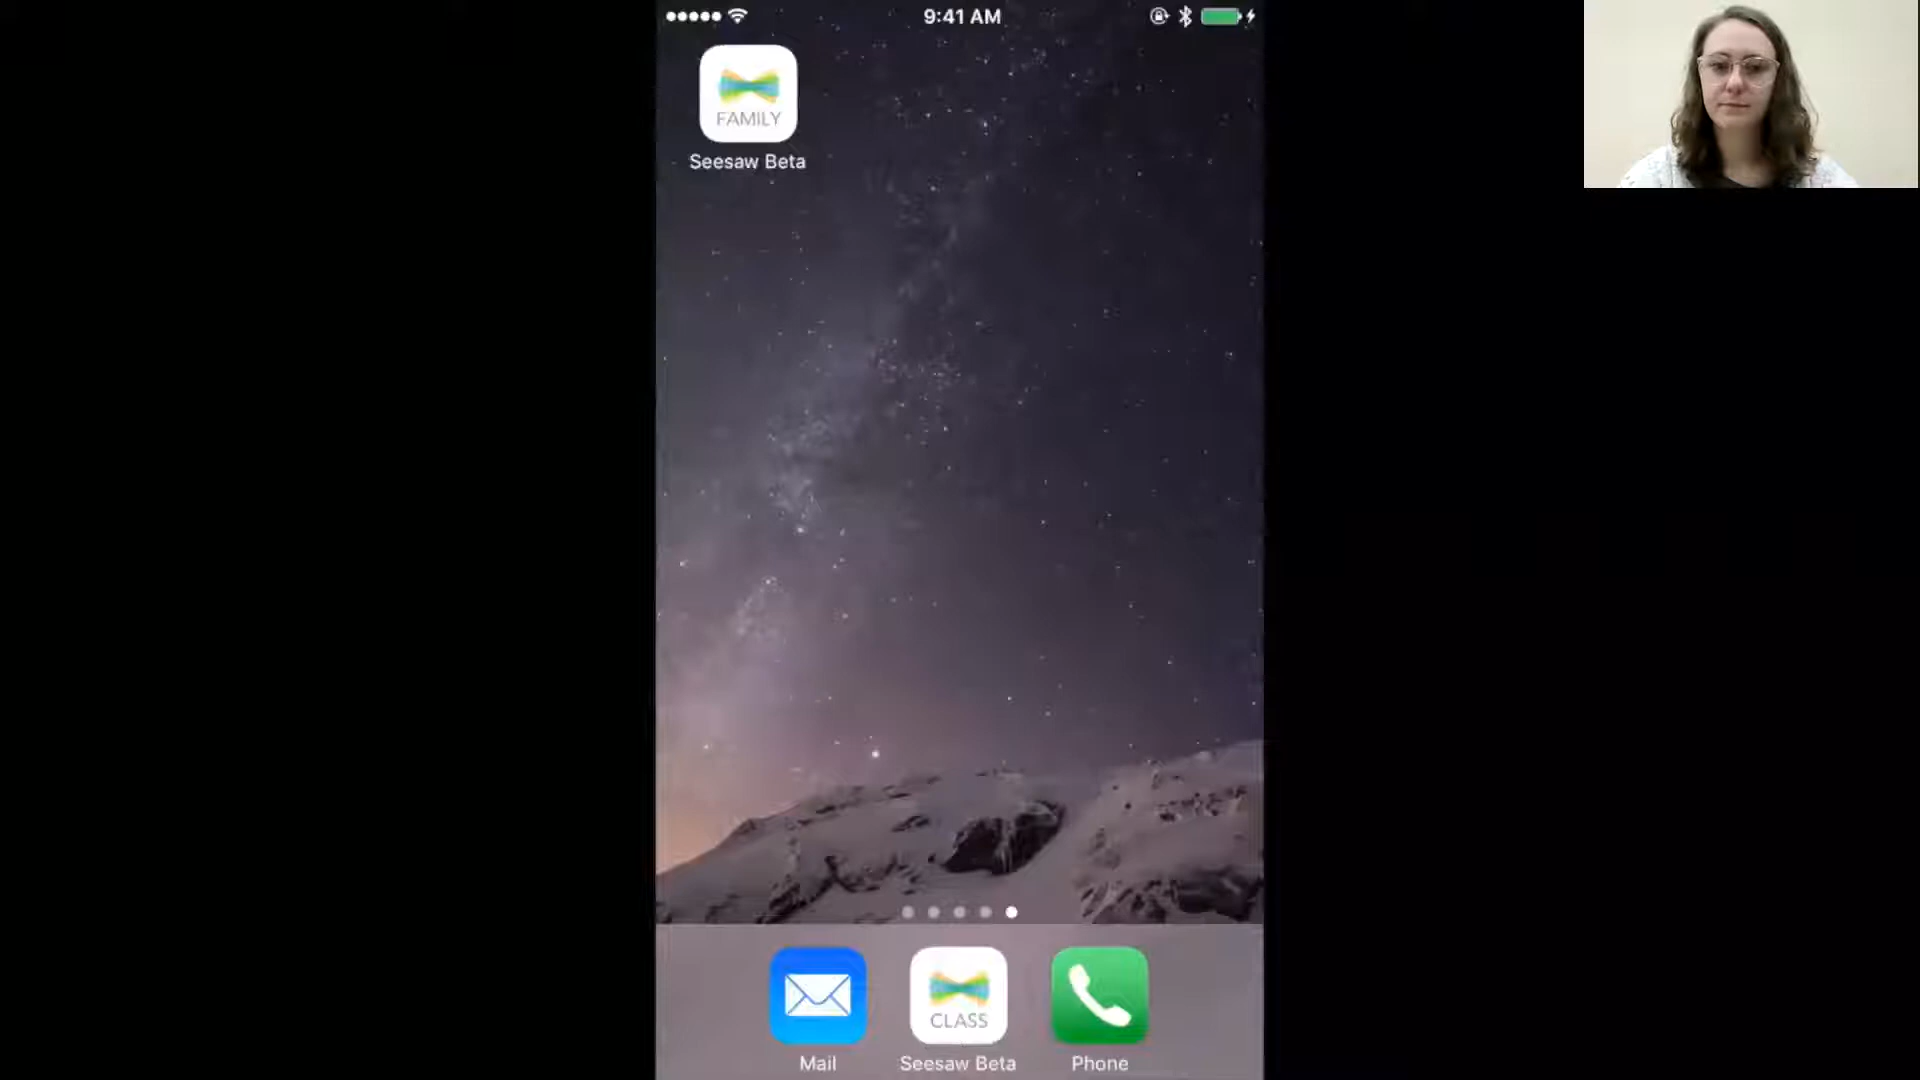 9:41 AM
FAMILY
Seesaw Beta
CLASS
Mail
Seesaw Beta
Phone